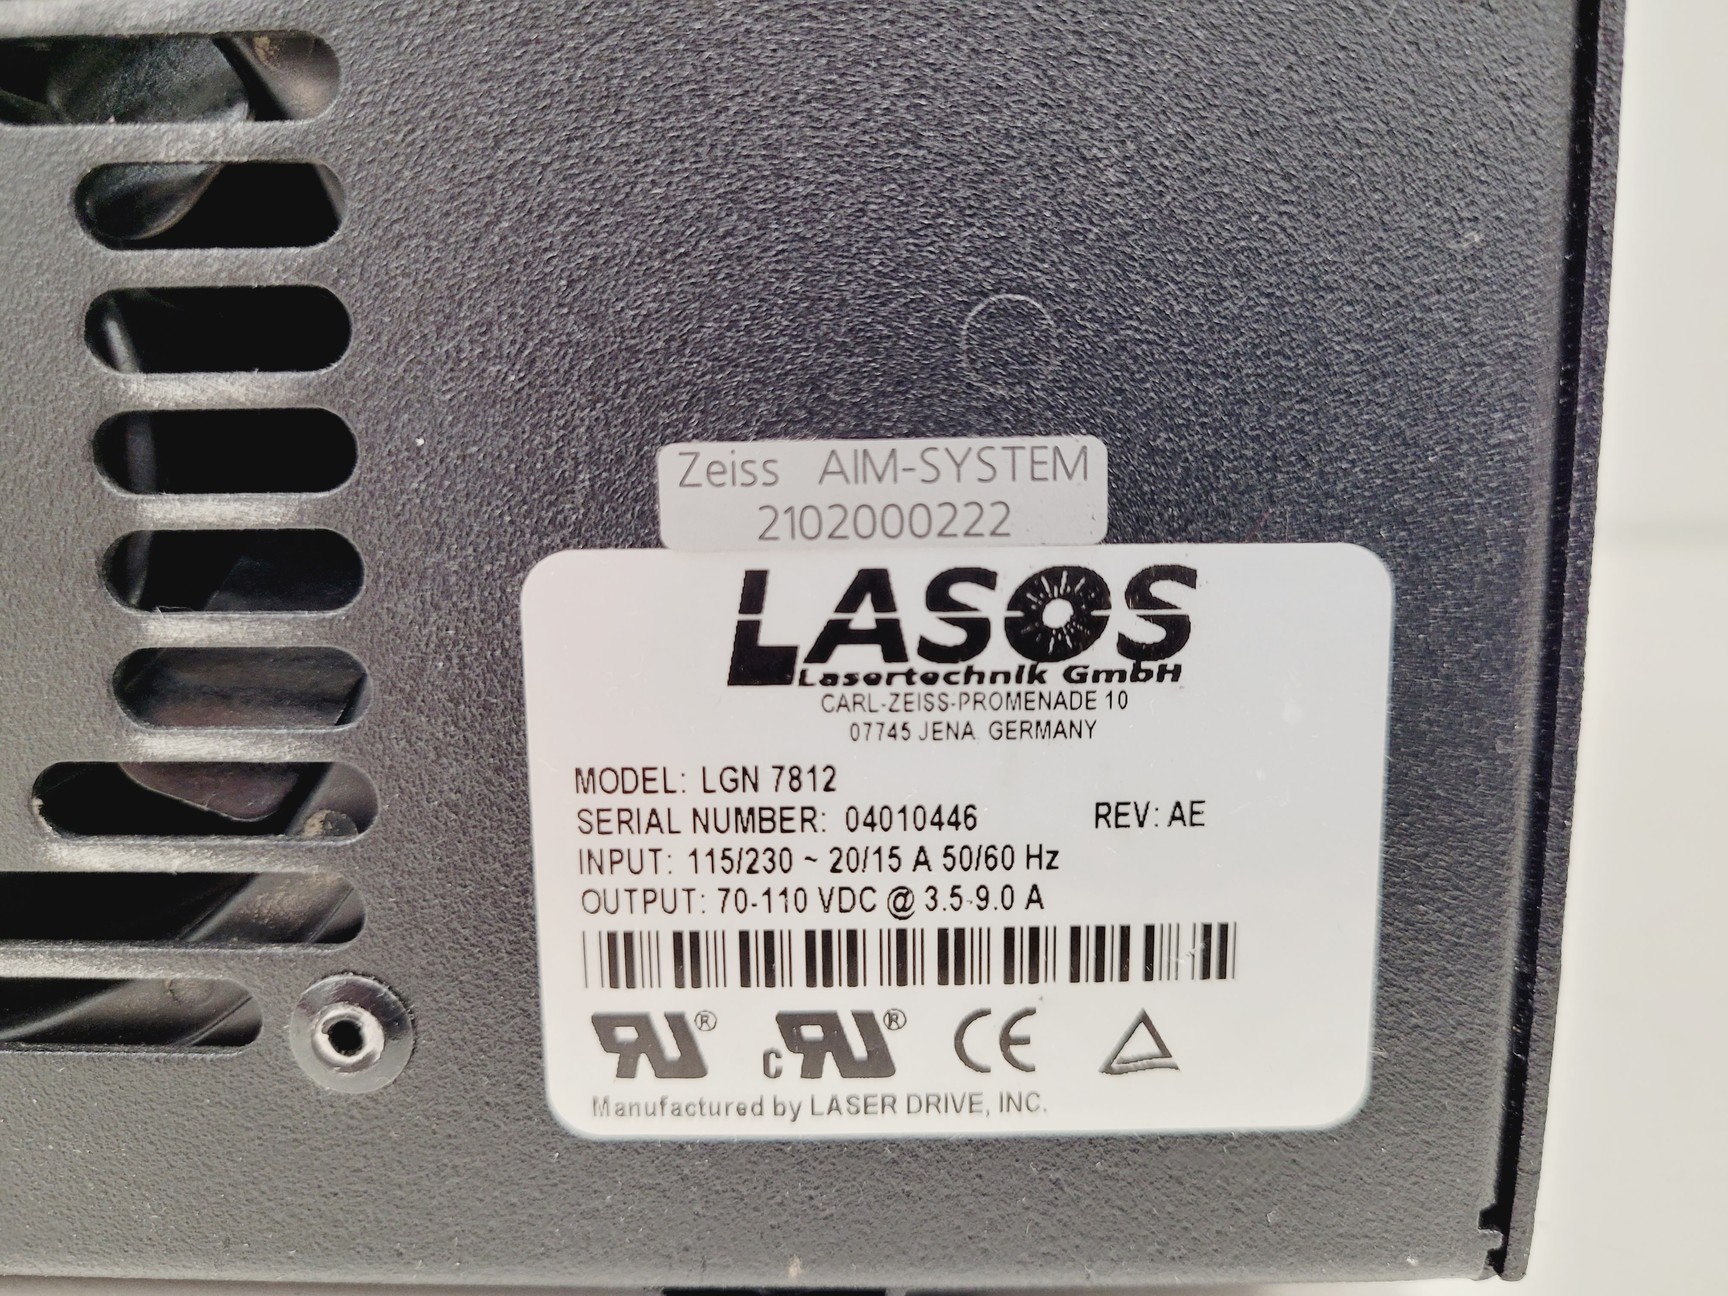 Zeiss AIM-SYSTEM
2102000222
LASOS
Lasertechnik GmbH
CARL-ZEISS-PROMENADE 10
07745 JENA GERMANY
MODEL: LGN 7812
SERIAL NUMBER: 04010446 REV: AE
INPUT: 115/230 ~ 20/15 A 50/60 Hz
OUTPUT: 70-110 VDC @ 3.5-9.0 A
RU® cRU® CE
Manufactured by LASER DRIVE, INC.